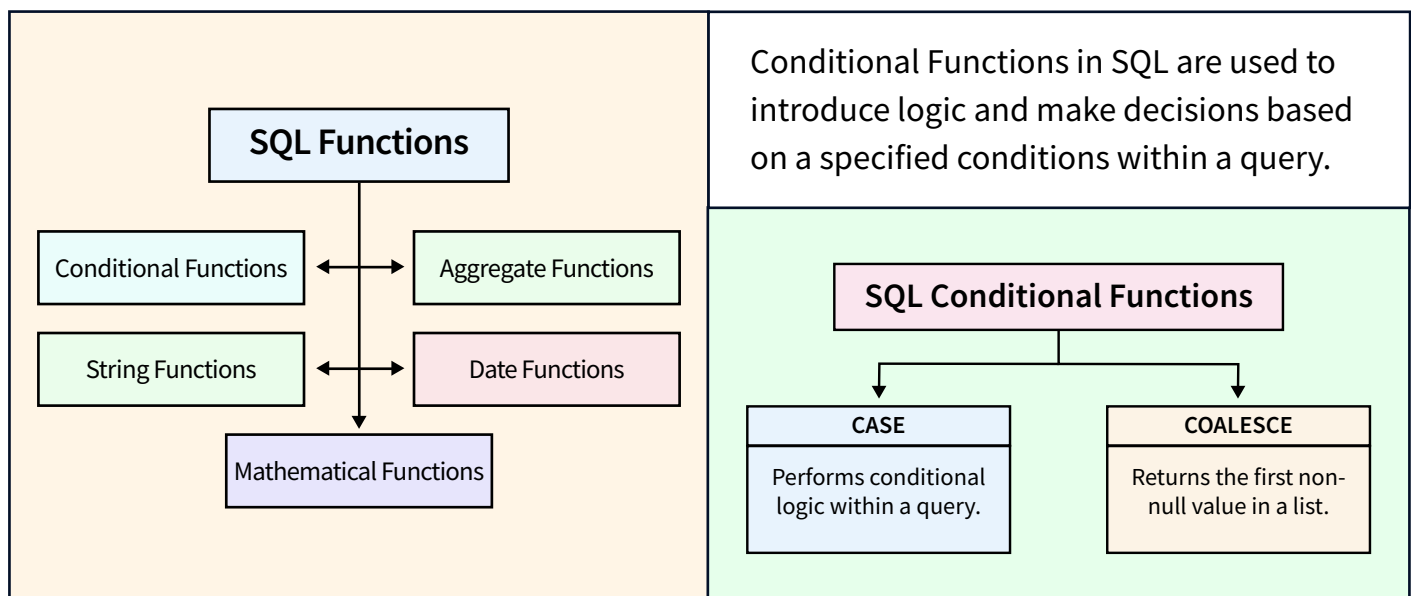 SQL Functions
Conditional Functions
Aggregate Functions
String Functions
Date Functions
Mathematical Functions
Conditional Functions in SQL are used to
introduce logic and make decisions based
on a specified conditions within a query.
SQL Conditional Functions
CASE
Performs conditional
logic within a query.
COALESCE
Returns the first non-
null value in a list.